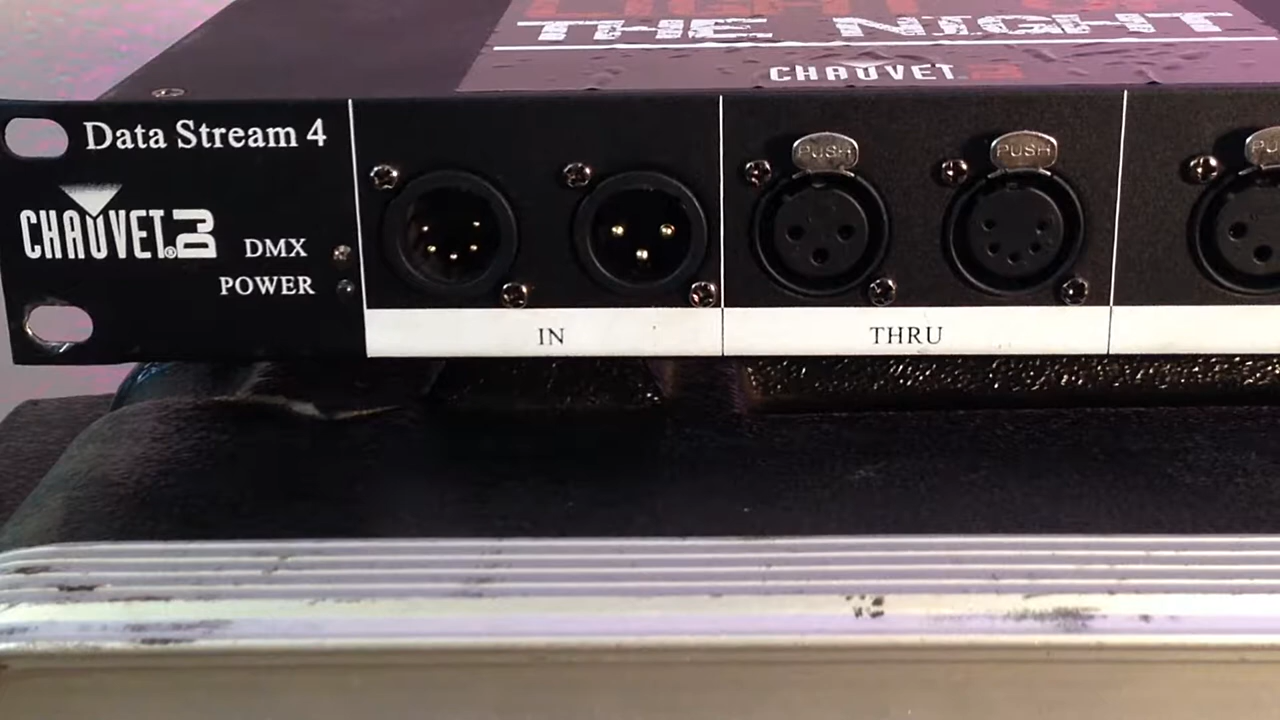 THE NIGHT
CHAUVET
Data Stream 4
CHAUVET® DJ
DMX
POWER
PUSH
PUSH
IN
THRU